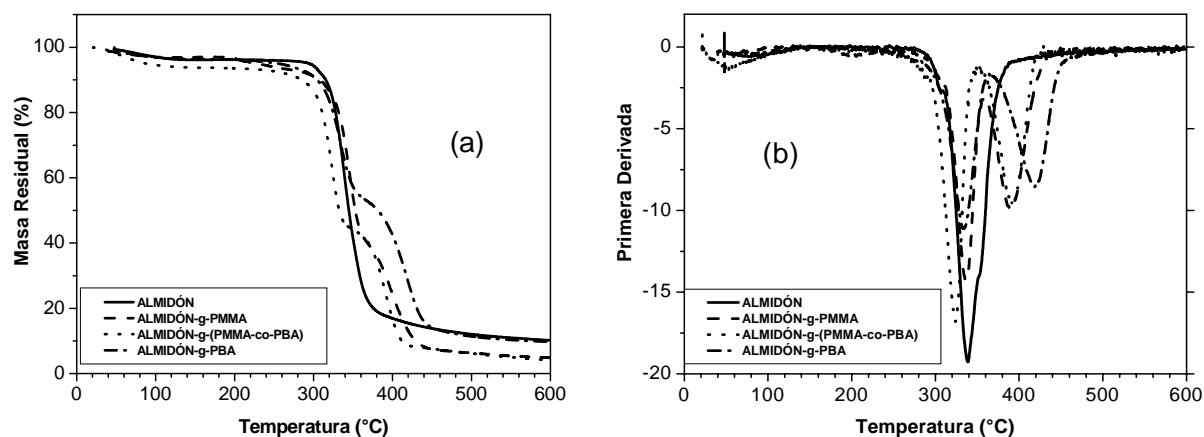 100
80
60
40
20
0
Masa Residual (%)
(a)
ALMIDÓN
ALMIDÓN-g-PMMA
ALMIDÓN-g-(PMMA-co-PBA)
ALMIDÓN-g-PBA
0 100 200 300 400 500 600
Temperatura (°C)
0
-5
-10
-15
-20
Primera Derivada
(b)
ALMIDÓN
ALMIDÓN-g-PMMA
ALMIDÓN-g-(PMMA-co-PBA)
ALMIDÓN-g-PBA
0 100 200 300 400 500 600
Temperatura (°C)